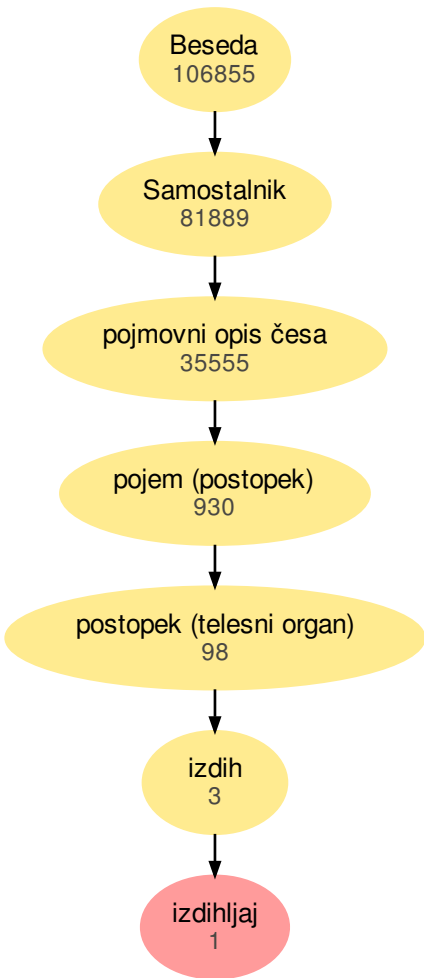 Beseda
106855
Samostalnik
81889
pojmovni opis česa
35555
pojem (postopek)
930
postopek (telesni organ)
98
izdih
3
izdihljaj
1